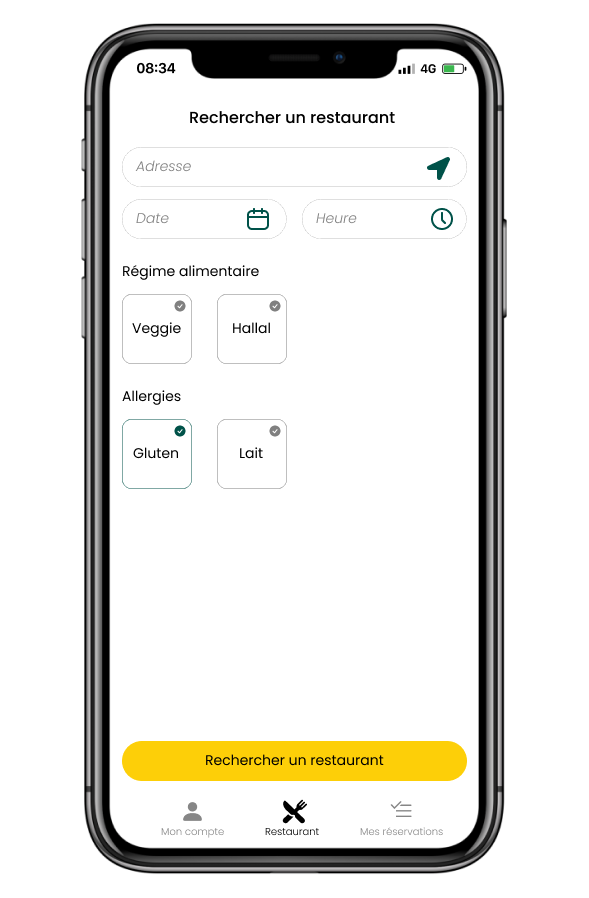 08:34
4G
Rechercher un restaurant
Adresse
Date
Heure
Régime alimentaire
Veggie
Hallal
Allergies
Gluten
Lait
Rechercher un restaurant
Mon compte
Restaurant
Mes réservations